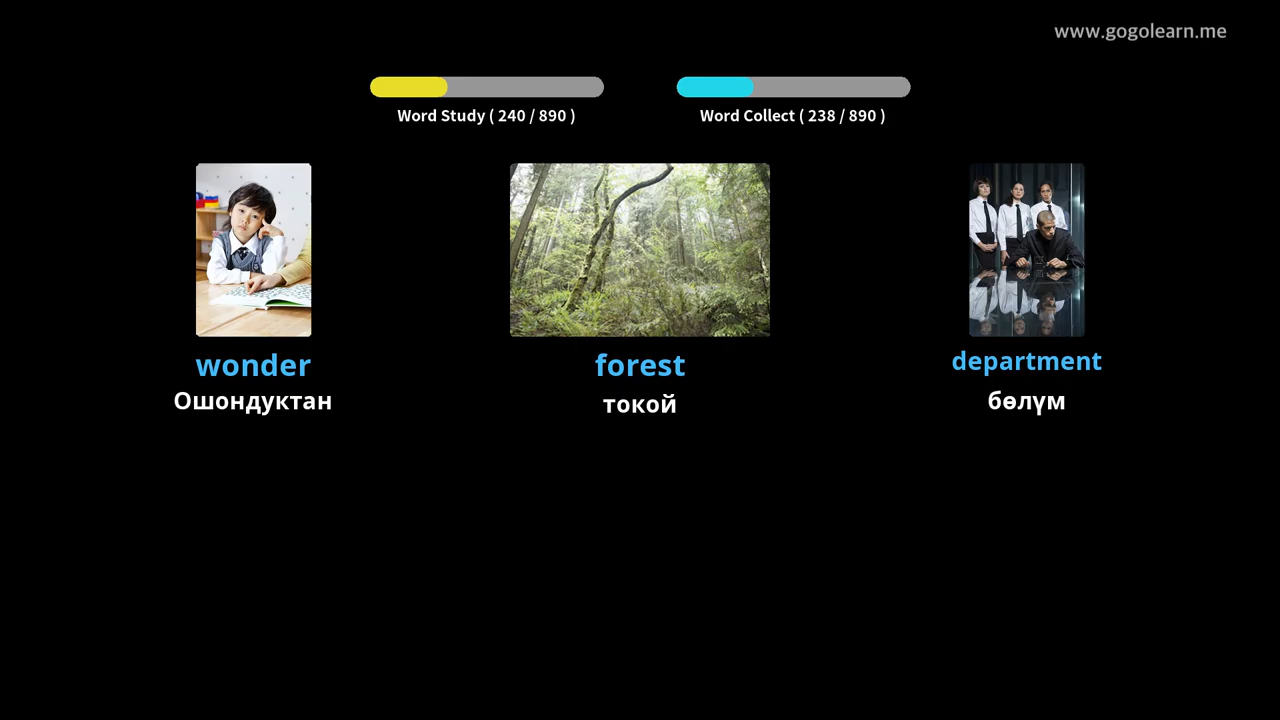 www.gogolearn.me
Word Study ( 240 / 890 )
Word Collect ( 238 / 890 )
wonder
Ошондуктан
forest
токой
department
бөлүм